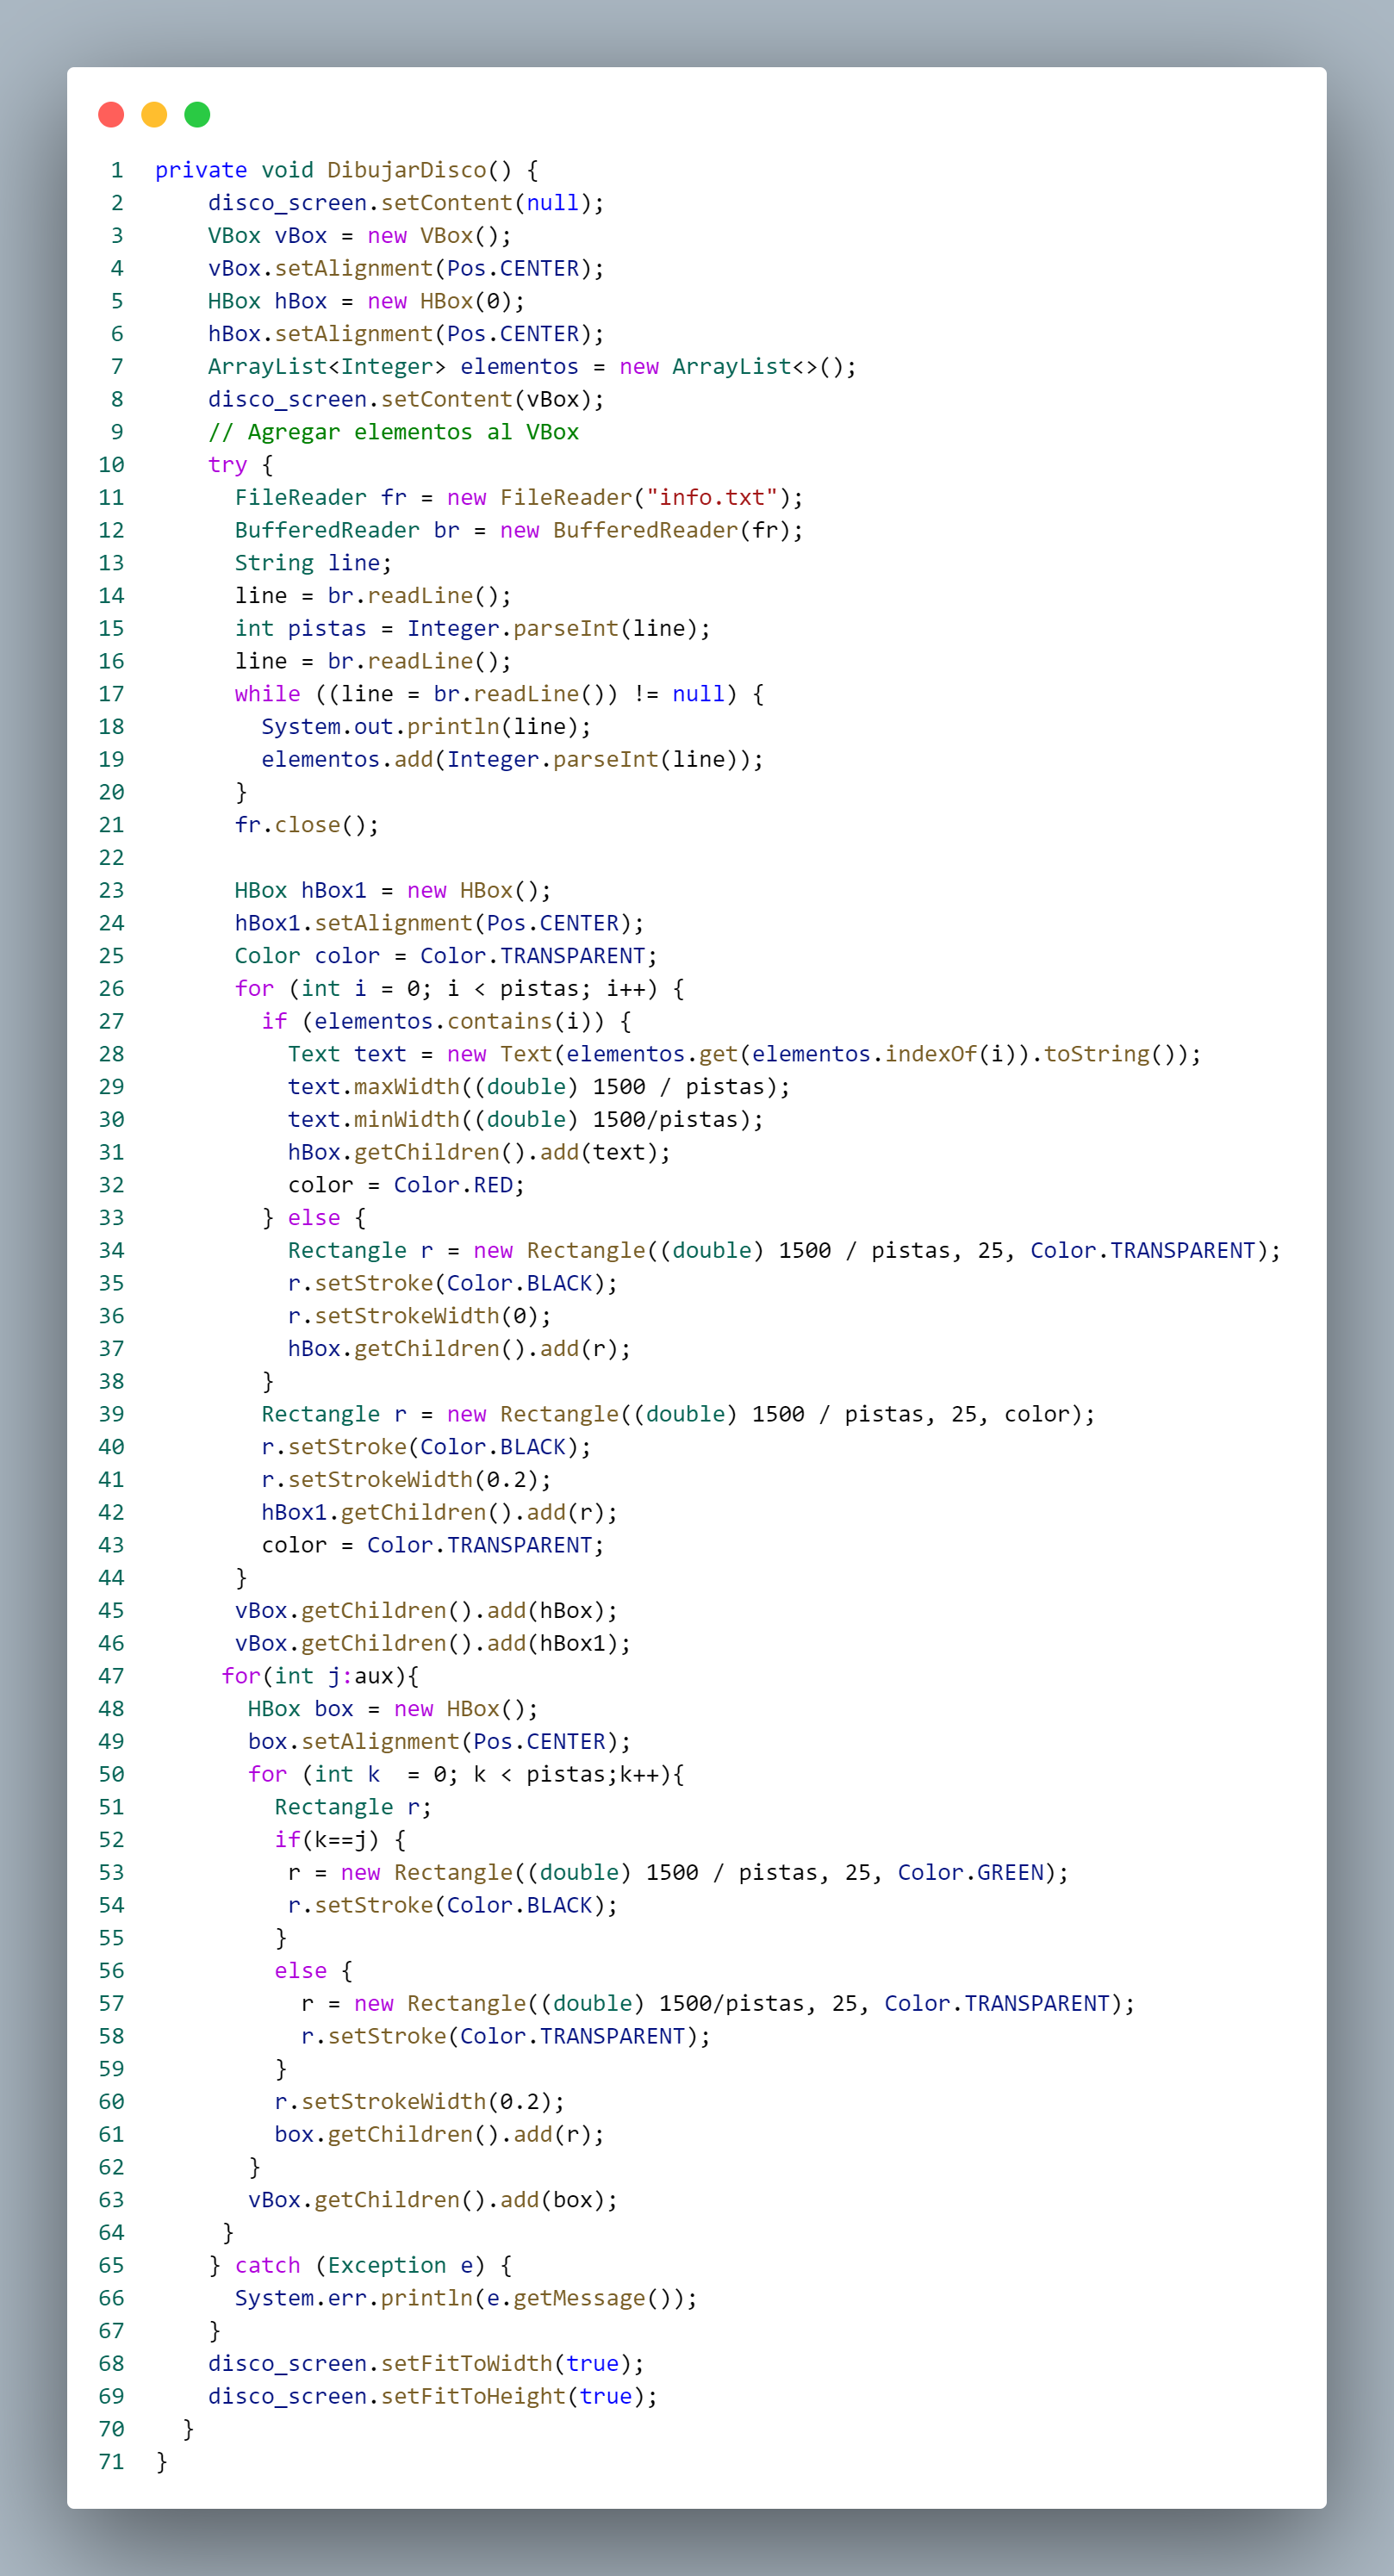 1 private void DibujarDisco() {
2     disco_screen.setContent(null);
3     VBox vBox = new VBox();
4     vBox.setAlignment(Pos.CENTER);
5     HBox hBox = new HBox(0);
6     hBox.setAlignment(Pos.CENTER);
7     ArrayList<Integer> elementos = new ArrayList<>();
8     disco_screen.setContent(vBox);
9     // Agregar elementos al VBox
10     try {
11       FileReader fr = new FileReader("info.txt");
12       BufferedReader br = new BufferedReader(fr);
13       String line;
14       line = br.readLine();
15       int pistas = Integer.parseInt(line);
16       line = br.readLine();
17       while ((line = br.readLine()) != null) {
18         System.out.println(line);
19         elementos.add(Integer.parseInt(line));
20       }
21       fr.close();
22
23       HBox hBox1 = new HBox();
24       hBox1.setAlignment(Pos.CENTER);
25       Color color = Color.TRANSPARENT;
26       for (int i = 0; i < pistas; i++) {
27         if (elementos.contains(i)) {
28           Text text = new Text(elementos.get(elementos.indexOf(i)).toString());
29           text.maxWidth((double) 1500 / pistas);
30           text.minWidth((double) 1500/pistas);
31           hBox.getChildren().add(text);
32           color = Color.RED;
33         } else {
34           Rectangle r = new Rectangle((double) 1500 / pistas, 25, Color.TRANSPARENT);
35           r.setStroke(Color.BLACK);
36           r.setStrokeWidth(0);
37           hBox.getChildren().add(r);
38         }
39         Rectangle r = new Rectangle((double) 1500 / pistas, 25, color);
40         r.setStroke(Color.BLACK);
41         r.setStrokeWidth(0.2);
42         hBox1.getChildren().add(r);
43         color = Color.TRANSPARENT;
44       }
45       vBox.getChildren().add(hBox);
46       vBox.getChildren().add(hBox1);
47      for(int j:aux){
48        HBox box = new HBox();
49        box.setAlignment(Pos.CENTER);
50        for (int k  = 0; k < pistas;k++){
51          Rectangle r;
52          if(k==j) {
53           r = new Rectangle((double) 1500 / pistas, 25, Color.GREEN);
54           r.setStroke(Color.BLACK);
55          }
56          else {
57            r = new Rectangle((double) 1500/pistas, 25, Color.TRANSPARENT);
58            r.setStroke(Color.TRANSPARENT);
59          }
60          r.setStrokeWidth(0.2);
61          box.getChildren().add(r);
62        }
63        vBox.getChildren().add(box);
64      }
65     } catch (Exception e) {
66       System.err.println(e.getMessage());
67     }
68     disco_screen.setFitToWidth(true);
69     disco_screen.setFitToHeight(true);
70   }
71 }